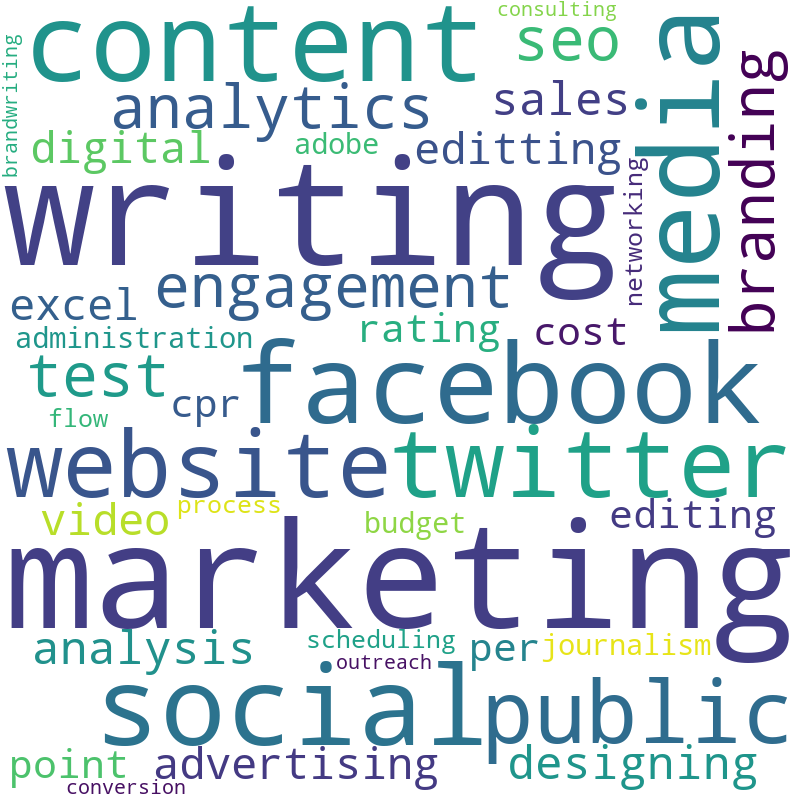 consulting
content
seo
media
brandwriting
branding
analytics
sales
digital
adobe
editting
writing
networking
engagement
excel
rating
cost
administration
facebook
test
cpr
flow
website
twitter
video
process
budget
editing
marketing
analysis
scheduling
per
journalism
outreach
social
public
point
advertising
designing
conversion